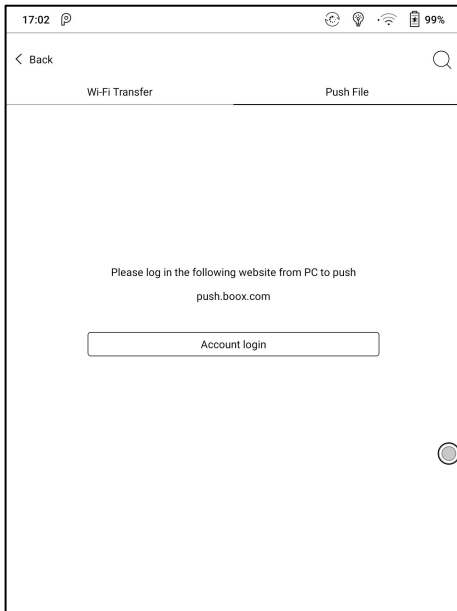 17:02 99%
Back
Wi-Fi Transfer Push File
Please log in the following website from PC to push
push.boox.com
Account login